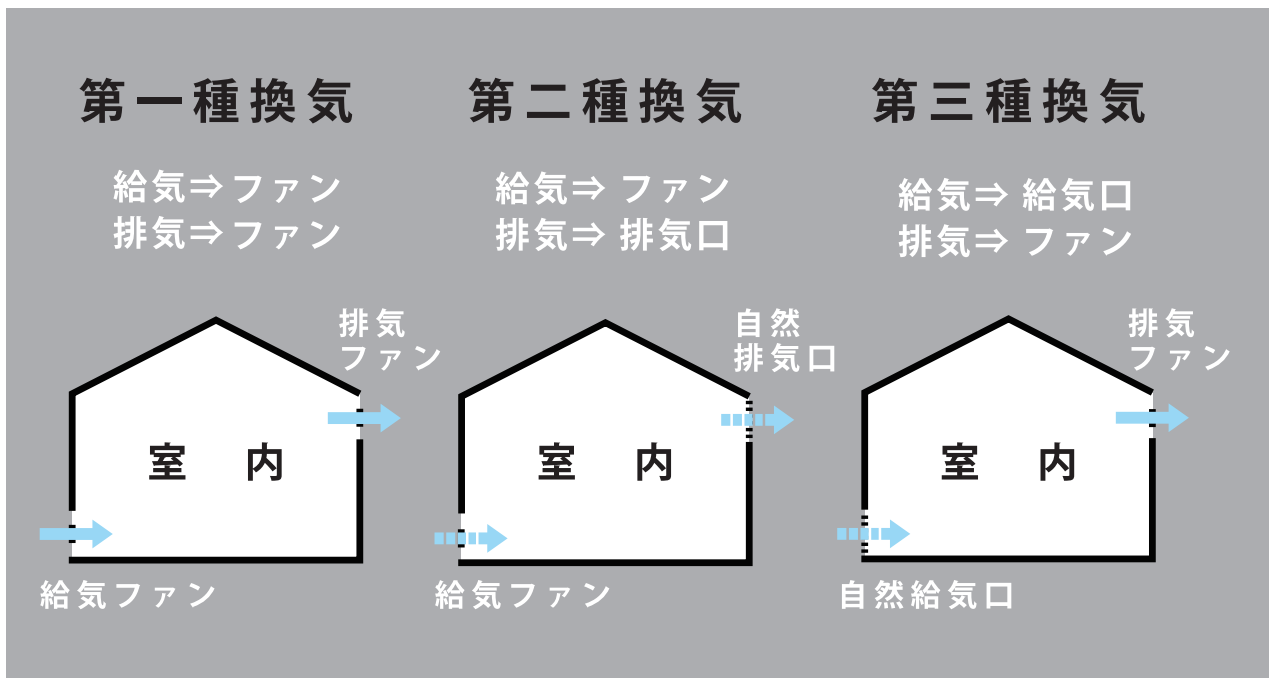 第一種換気
給気⇒ファン
排気⇒ファン
排気
ファン
室内
給気ファン
第二種換気
給気⇒ ファン
排気⇒ 排気口
自然
排気口
室内
給気ファン
第三種換気
給気⇒ 給気口
排気⇒ ファン
排気
ファン
室内
自然給気口